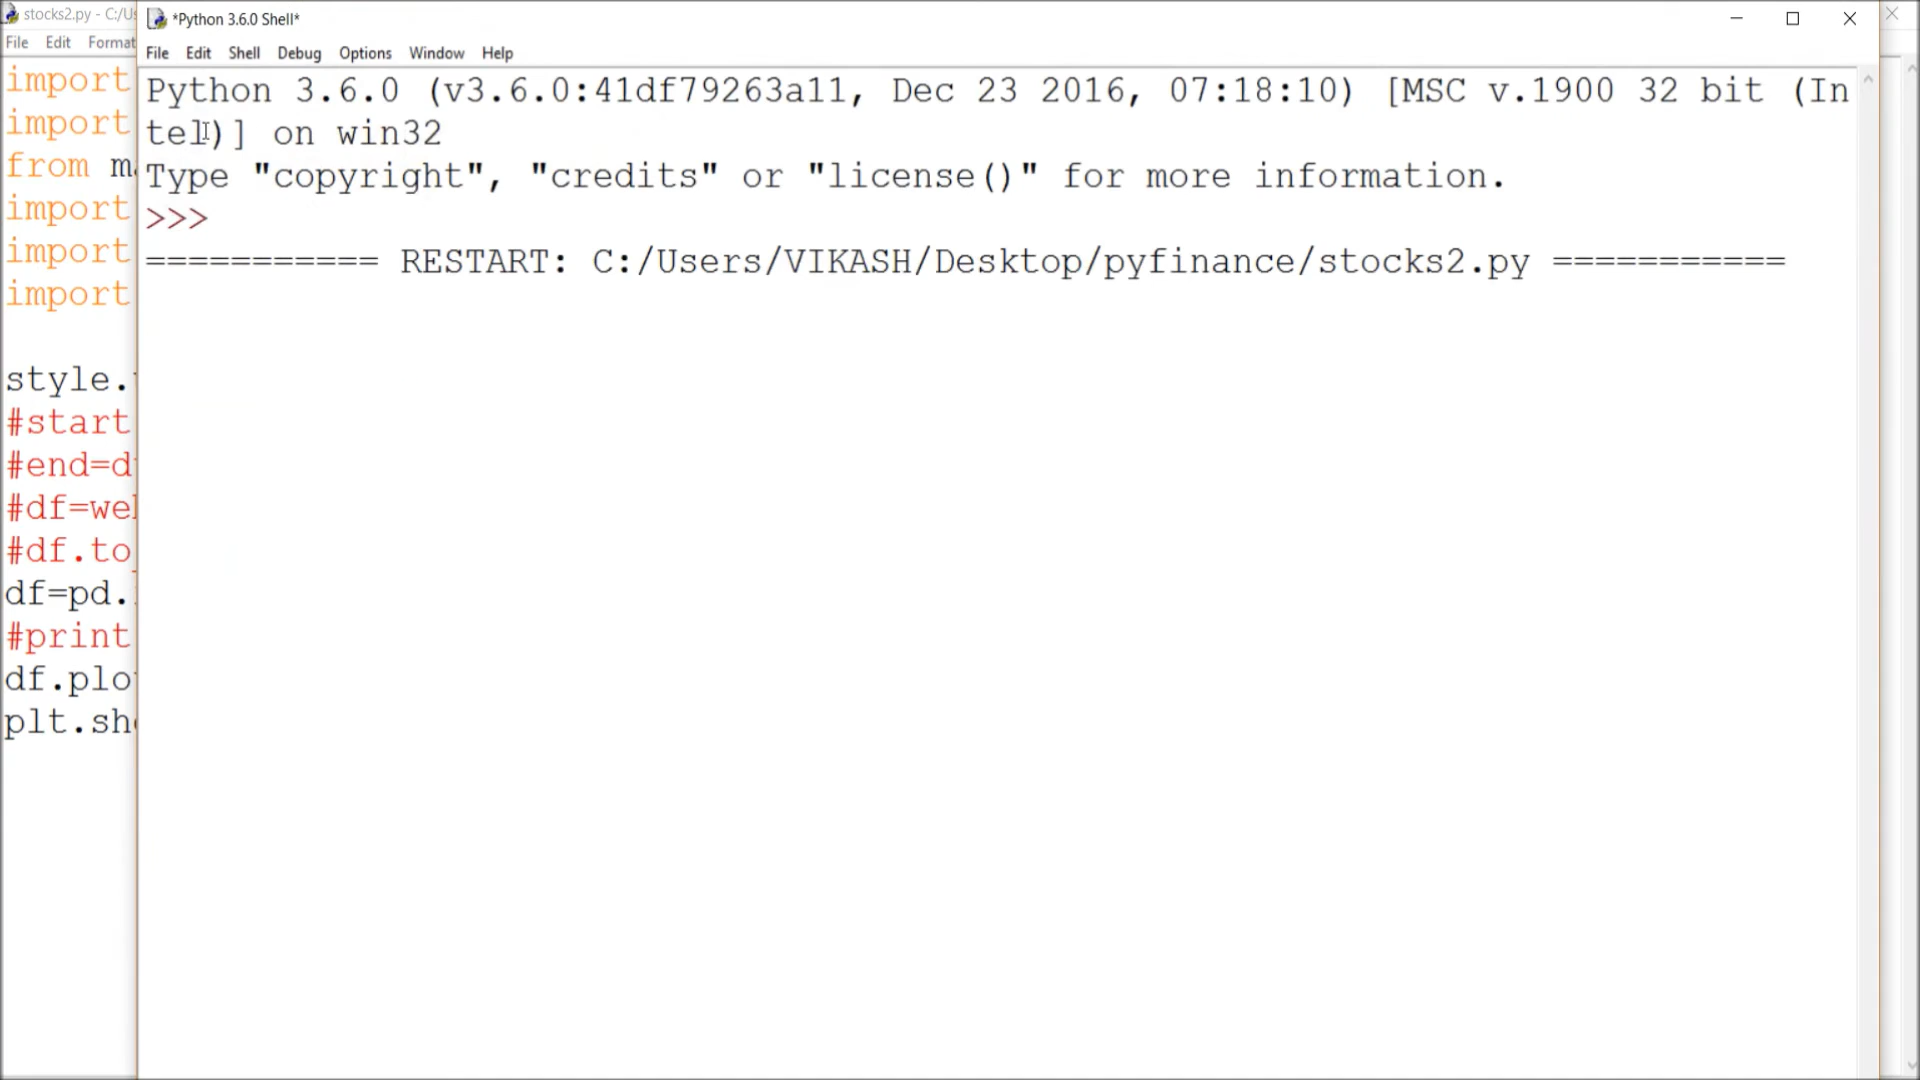 stocks2.py - C:/Us
File Edit Format
import
import
from ma
import
import
import
style.
#start
#end=d
#df=we
#df.to_
df=pd.
#print
df.plo
plt.sh
*Python 3.6.0 Shell*
File Edit Shell Debug Options Window Help
Python 3.6.0 (v3.6.0:41df79263a11, Dec 23 2016, 07:18:10) [MSC v.1900 32 bit (In
tel)] on win32
Type "copyright", "credits" or "license()" for more information.
>>>
=========== RESTART: C:/Users/VIKASH/Desktop/pyfinance/stocks2.py ===========